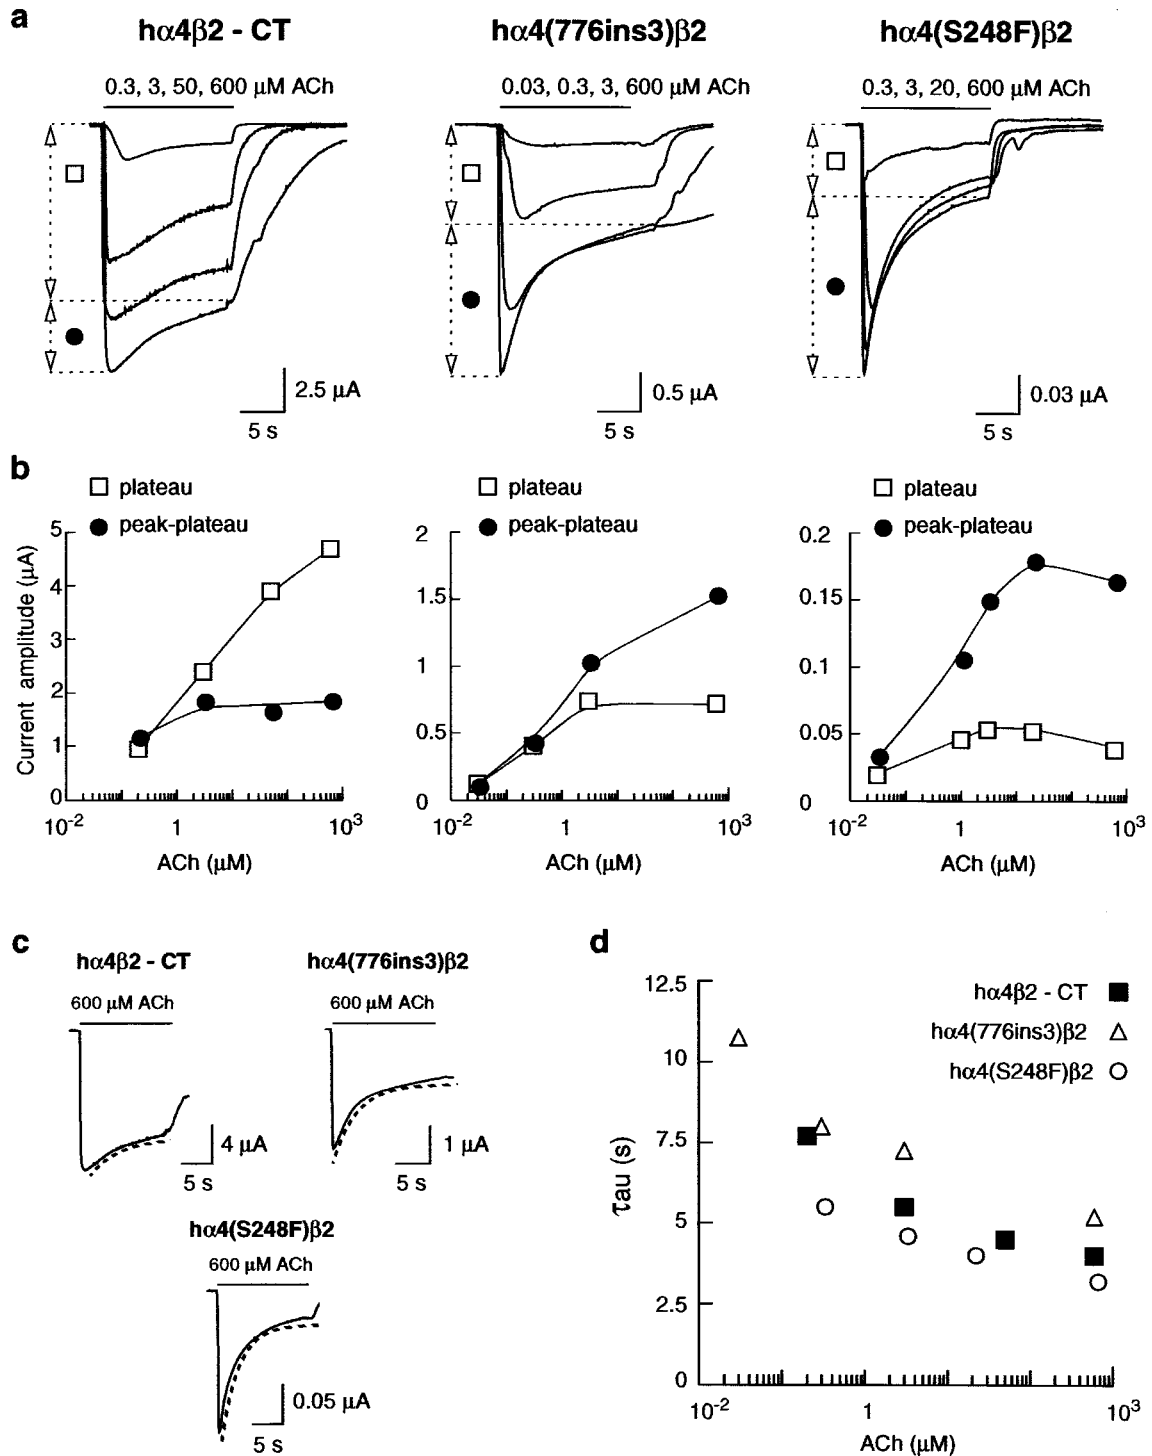 a
hα4β2 - CT
hα4(776ins3)β2
hα4(S248F)β2
0.3, 3, 50, 600 µM ACh
0.03, 0.3, 3, 600 µM ACh
0.3, 3, 20, 600 µM ACh
2.5 µA
5 s
0.5 µA
5 s
0.03 µA
5 s
b
plateau
peak-plateau
plateau
peak-plateau
plateau
peak-plateau
Current amplitude (µA)
5
4
3
2
1
0
10-2
1
103
ACh (µM)
2
1.5
1
0.5
0
10-2
1
103
ACh (µM)
0.2
0.15
0.1
0.05
0
10-2
1
103
ACh (µM)
c
hα4β2 - CT
600 µM ACh
4 µA
5 s
hα4(776ins3)β2
600 µM ACh
1 µA
5 s
hα4(S248F)β2
600 µM ACh
0.05 µA
5 s
d
hα4β2 - CT
hα4(776ins3)β2
hα4(S248F)β2
τau (s)
12.5
10
7.5
5
2.5
0
10-2
1
103
ACh (µM)